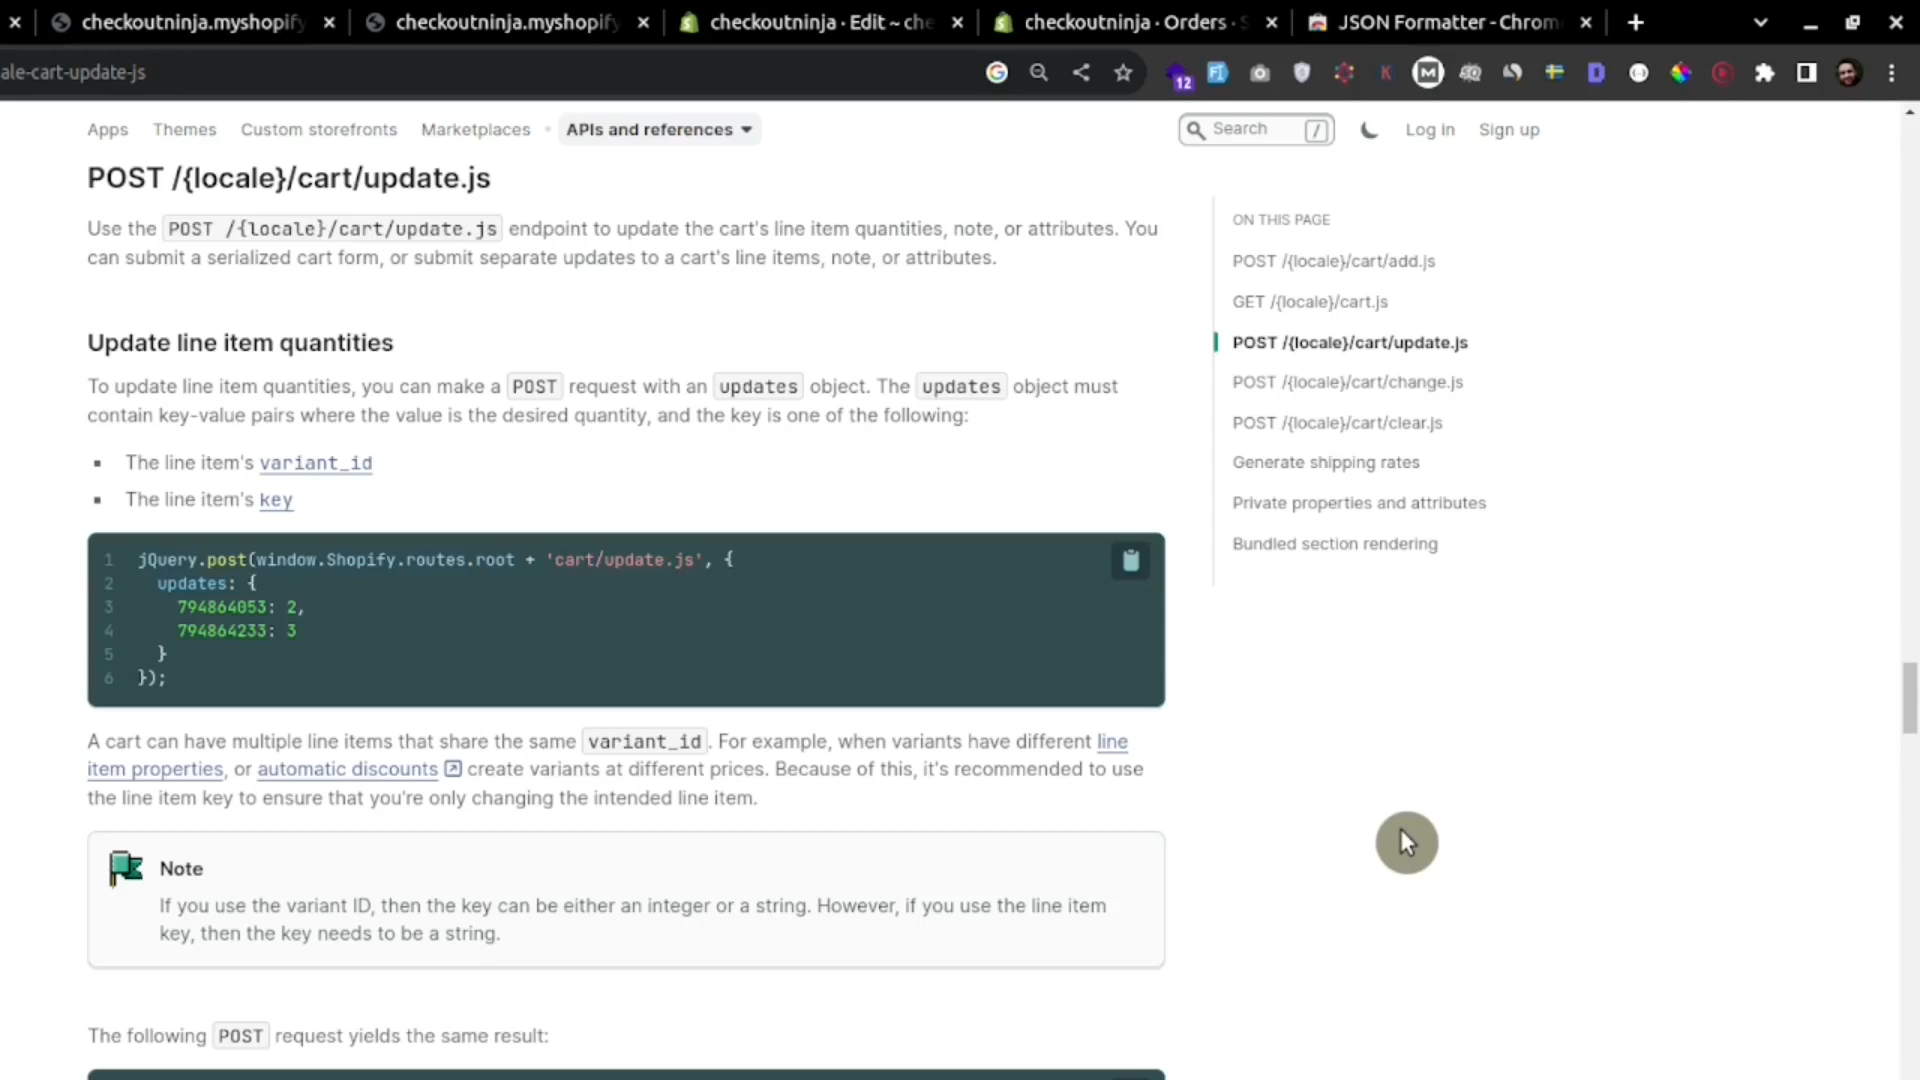 checkoutninja.myshopify
checkoutninja.myshopify
checkoutninja · Edit ~ che
checkoutninja · Orders · S
JSON Formatter - Chrom
ale-cart-update-js
12
Apps
Themes
Custom storefronts
Marketplaces
APIs and references
Search
/
Log in
Sign up
POST /{locale}/cart/update.js
Use the POST /{locale}/cart/update.js endpoint to update the cart's line item quantities, note, or attributes. You
can submit a serialized cart form, or submit separate updates to a cart's line items, note, or attributes.
Update line item quantities
To update line item quantities, you can make a POST request with an updates object. The updates object must
contain key-value pairs where the value is the desired quantity, and the key is one of the following:
The line item's variant_id
The line item's key
1 jQuery.post(window.Shopify.routes.root + 'cart/update.js', {
2 updates: {
3 794864053: 2,
4 794864233: 3
5 }
6 });
A cart can have multiple line items that share the same variant_id. For example, when variants have different line
item properties, or automatic discounts create variants at different prices. Because of this, it's recommended to use
the line item key to ensure that you're only changing the intended line item.
Note
If you use the variant ID, then the key can be either an integer or a string. However, if you use the line item
key, then the key needs to be a string.
The following POST request yields the same result:
ON THIS PAGE
POST /{locale}/cart/add.js
GET /{locale}/cart.js
POST /{locale}/cart/update.js
POST /{locale}/cart/change.js
POST /{locale}/cart/clear.js
Generate shipping rates
Private properties and attributes
Bundled section rendering